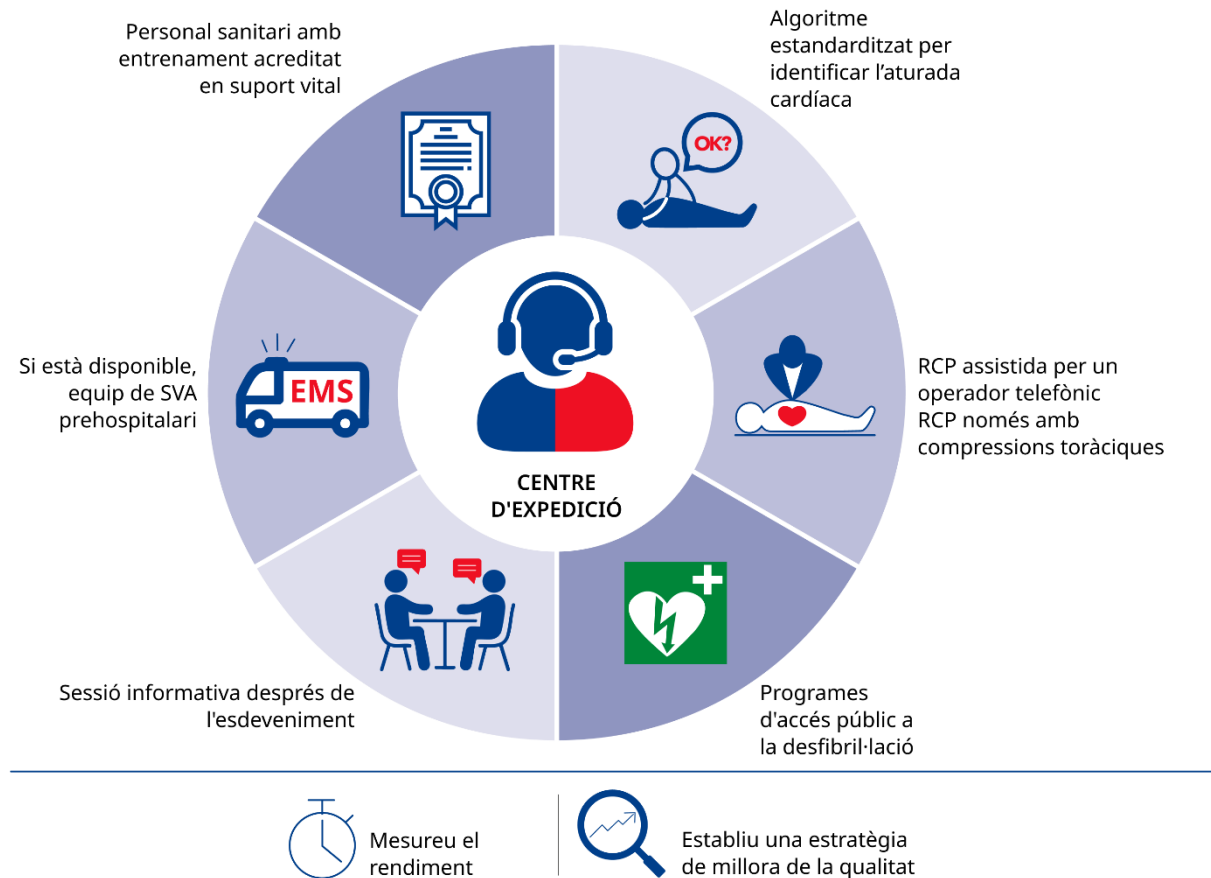 Personal sanitari amb
entrenament acreditat
en suport vital
Algoritme
estandarditzat per
identificar l’aturada
cardíaca
OK?
Si està disponible,
equip de SVA
prehospitalari
EMS
RCP assistida per un
operador telefònic
RCP només amb
compressions toràciques
CENTRE
D'EXPEDICIÓ
Sessió informativa després de
l'esdeveniment
Programes
d'accés públic a
la desfibril·lació
Mesureu el
rendiment
Establiu una estratègia
de millora de la qualitat